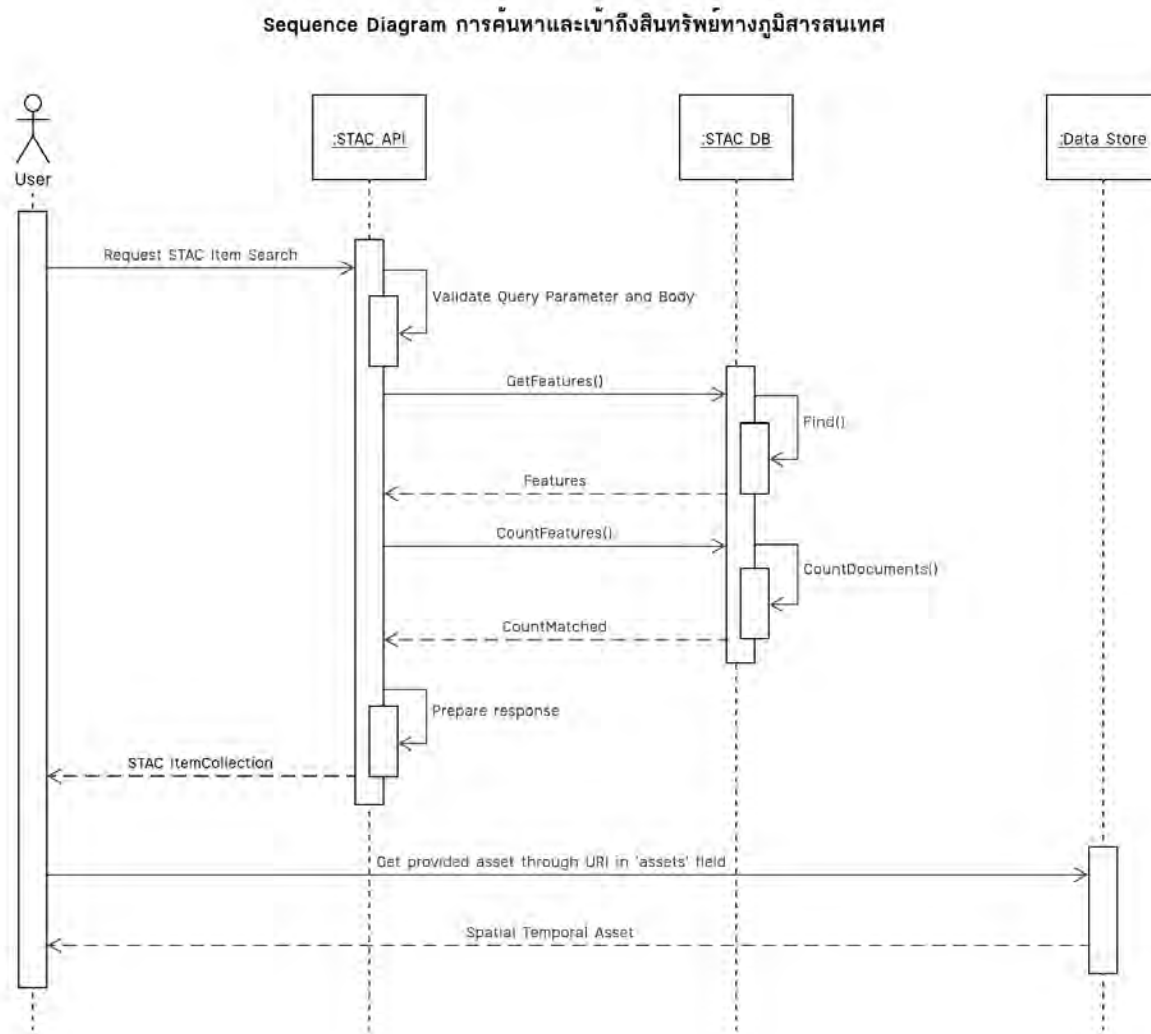 Sequence Diagram การค้นหาและเข้าถึงสินทรัพย์ทางภูมิสารสนเทศ
:STAC API
:STAC DB
:Data Store
User
Request STAC Item Search
Validate Query Parameter and Body
GetFeatures()
Find()
Features
CountFeatures()
CountDocuments()
CountMatched
Prepare response
STAC ItemCollection
Get provided asset through URI in 'assets' field
Spatial Temporal Asset